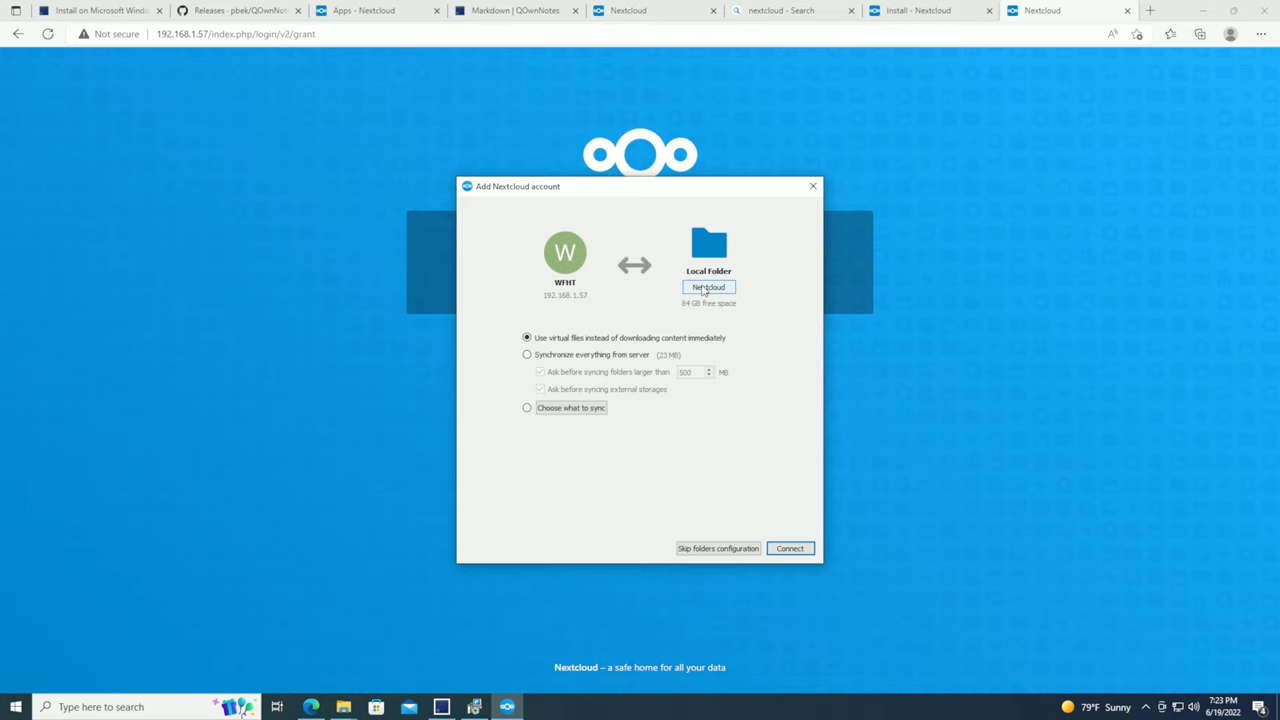 Install on Microsoft Windo
Releases - pbek/QOwnNote
Apps - Nextcloud
Markdown | QOwnNotes
Nextcloud
nextcloud - Search
Install - Nextcloud
Nextcloud
Not secure
192.168.1.57/index.php/login/v2/grant
Add Nextcloud account
W
WFHT
192.168.1.57
Local Folder
Nextcloud
84 GB free space
Use virtual files instead of downloading content immediately
Synchronize everything from server (23 MB)
Ask before syncing folders larger than 500 MB
Ask before syncing external storages
Choose what to sync
Skip folders configuration
Connect
Nextcloud – a safe home for all your data
Type here to search
79°F Sunny
7:23 PM
6/19/2022
4